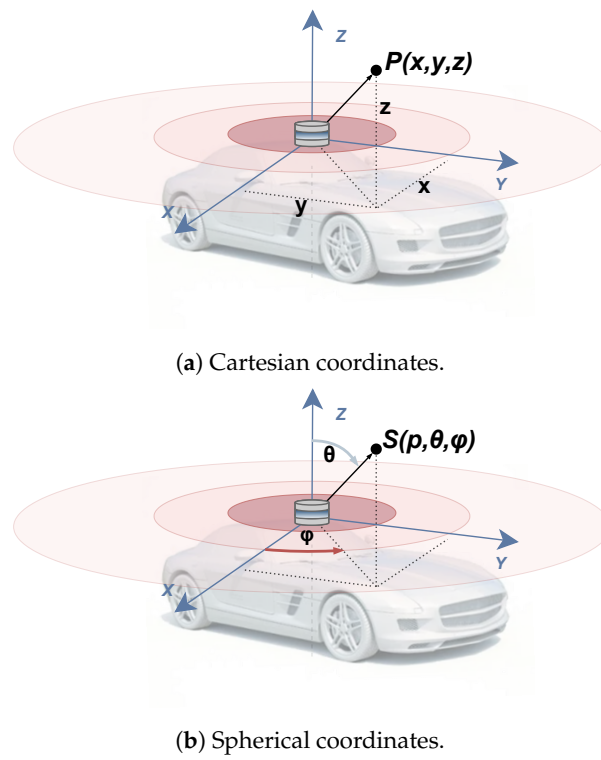 Z
P(x,y,z)
z
x
y
X
Y
(a) Cartesian coordinates.
Z
S(p,θ,φ)
θ
φ
X
Y
(b) Spherical coordinates.